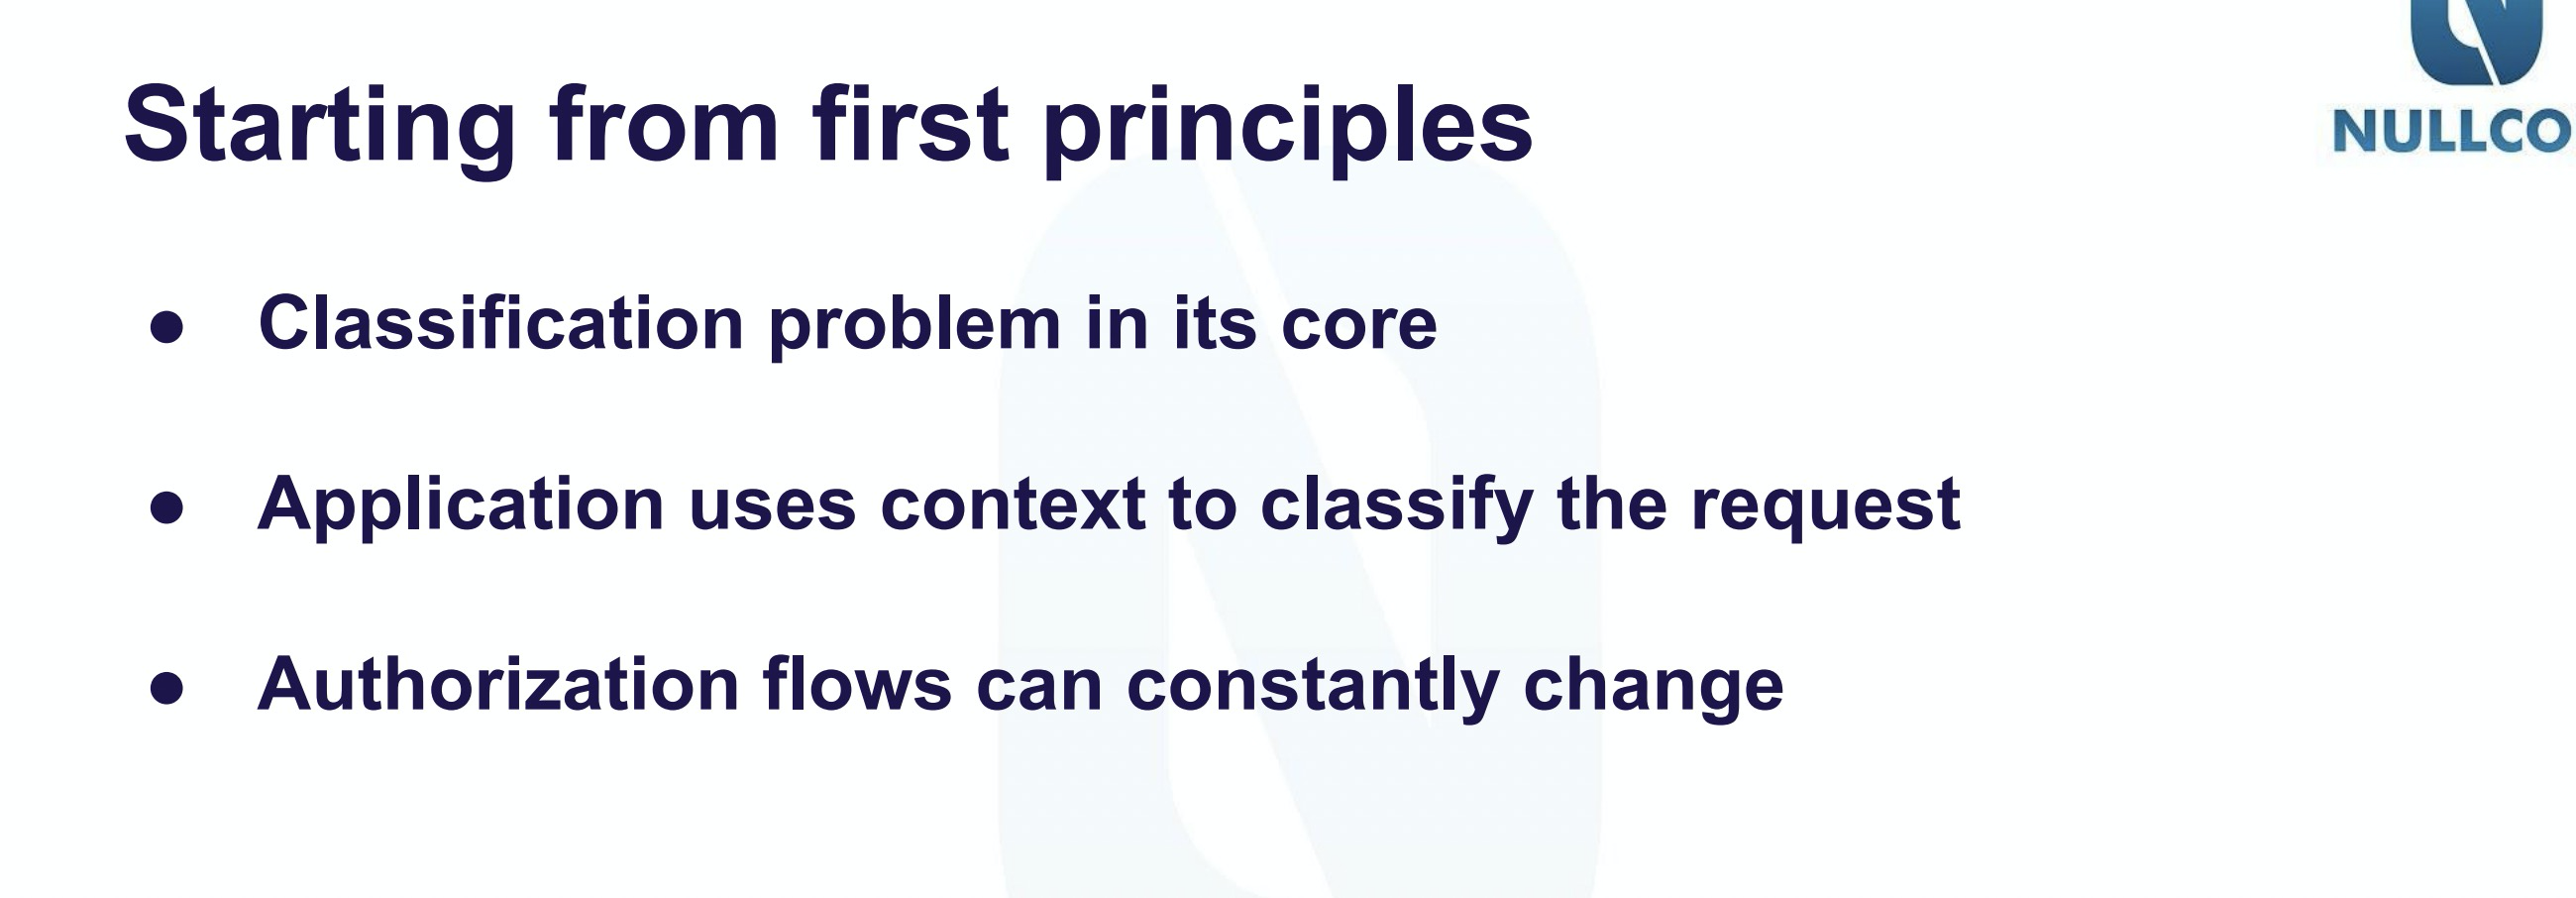 Starting from first principles
NULLCO
● Classification problem in its core
● Application uses context to classify the request
● Authorization flows can constantly change